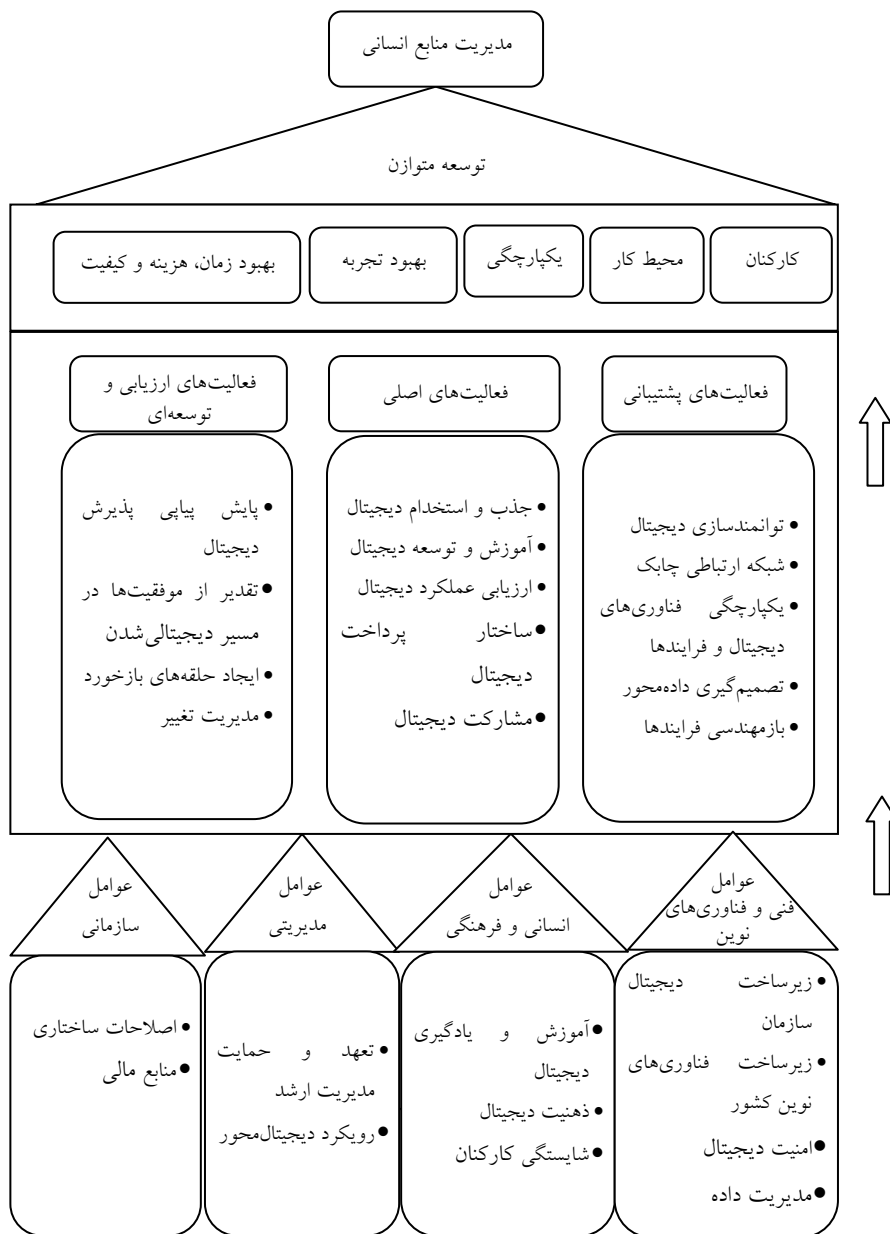 مدیریت منابع انسانی
توسعه متوازن
کارکنان
محیط کار
یکپارچگی
بهبود تجربه
بهبود زمان، هزینه و کیفیت
فعالیت‌های پشتیبانی
• توانمندسازی دیجیتال
• شبکه ارتباطی چابک
• یکپارچگی فناوری‌های
دیجیتال و فرایندها
• تصمیم‌گیری داده‌محور
• بازمهندسی فرایندها
فعالیت‌های اصلی
• جذب و استخدام دیجیتال
• آموزش و توسعه دیجیتال
• ارزیابی عملکرد دیجیتال
• ساختار پرداخت
دیجیتال
• مشارکت دیجیتال
فعالیت‌های ارزیابی و
توسعه‌ای
• پایش پیاپی پذیرش
دیجیتال
• تقدیر از موفقیت‌ها در
مسیر دیجیتالی‌شدن
• ایجاد حلقه‌های بازخورد
• مدیریت تغییر
عوامل
فنی و فناوری‌های
نوین
• زیرساخت دیجیتال
سازمان
• زیرساخت فناوری‌های
نوین کشور
• امنیت دیجیتال
• مدیریت داده
عوامل
انسانی و فرهنگی
• آموزش و یادگیری
دیجیتال
• ذهنیت دیجیتال
• شایستگی کارکنان
عوامل
مدیریتی
• تعهد و حمایت
مدیریت ارشد
• رویکرد دیجیتال‌محور
عوامل
سازمانی
• اصلاحات ساختاری
• منابع مالی